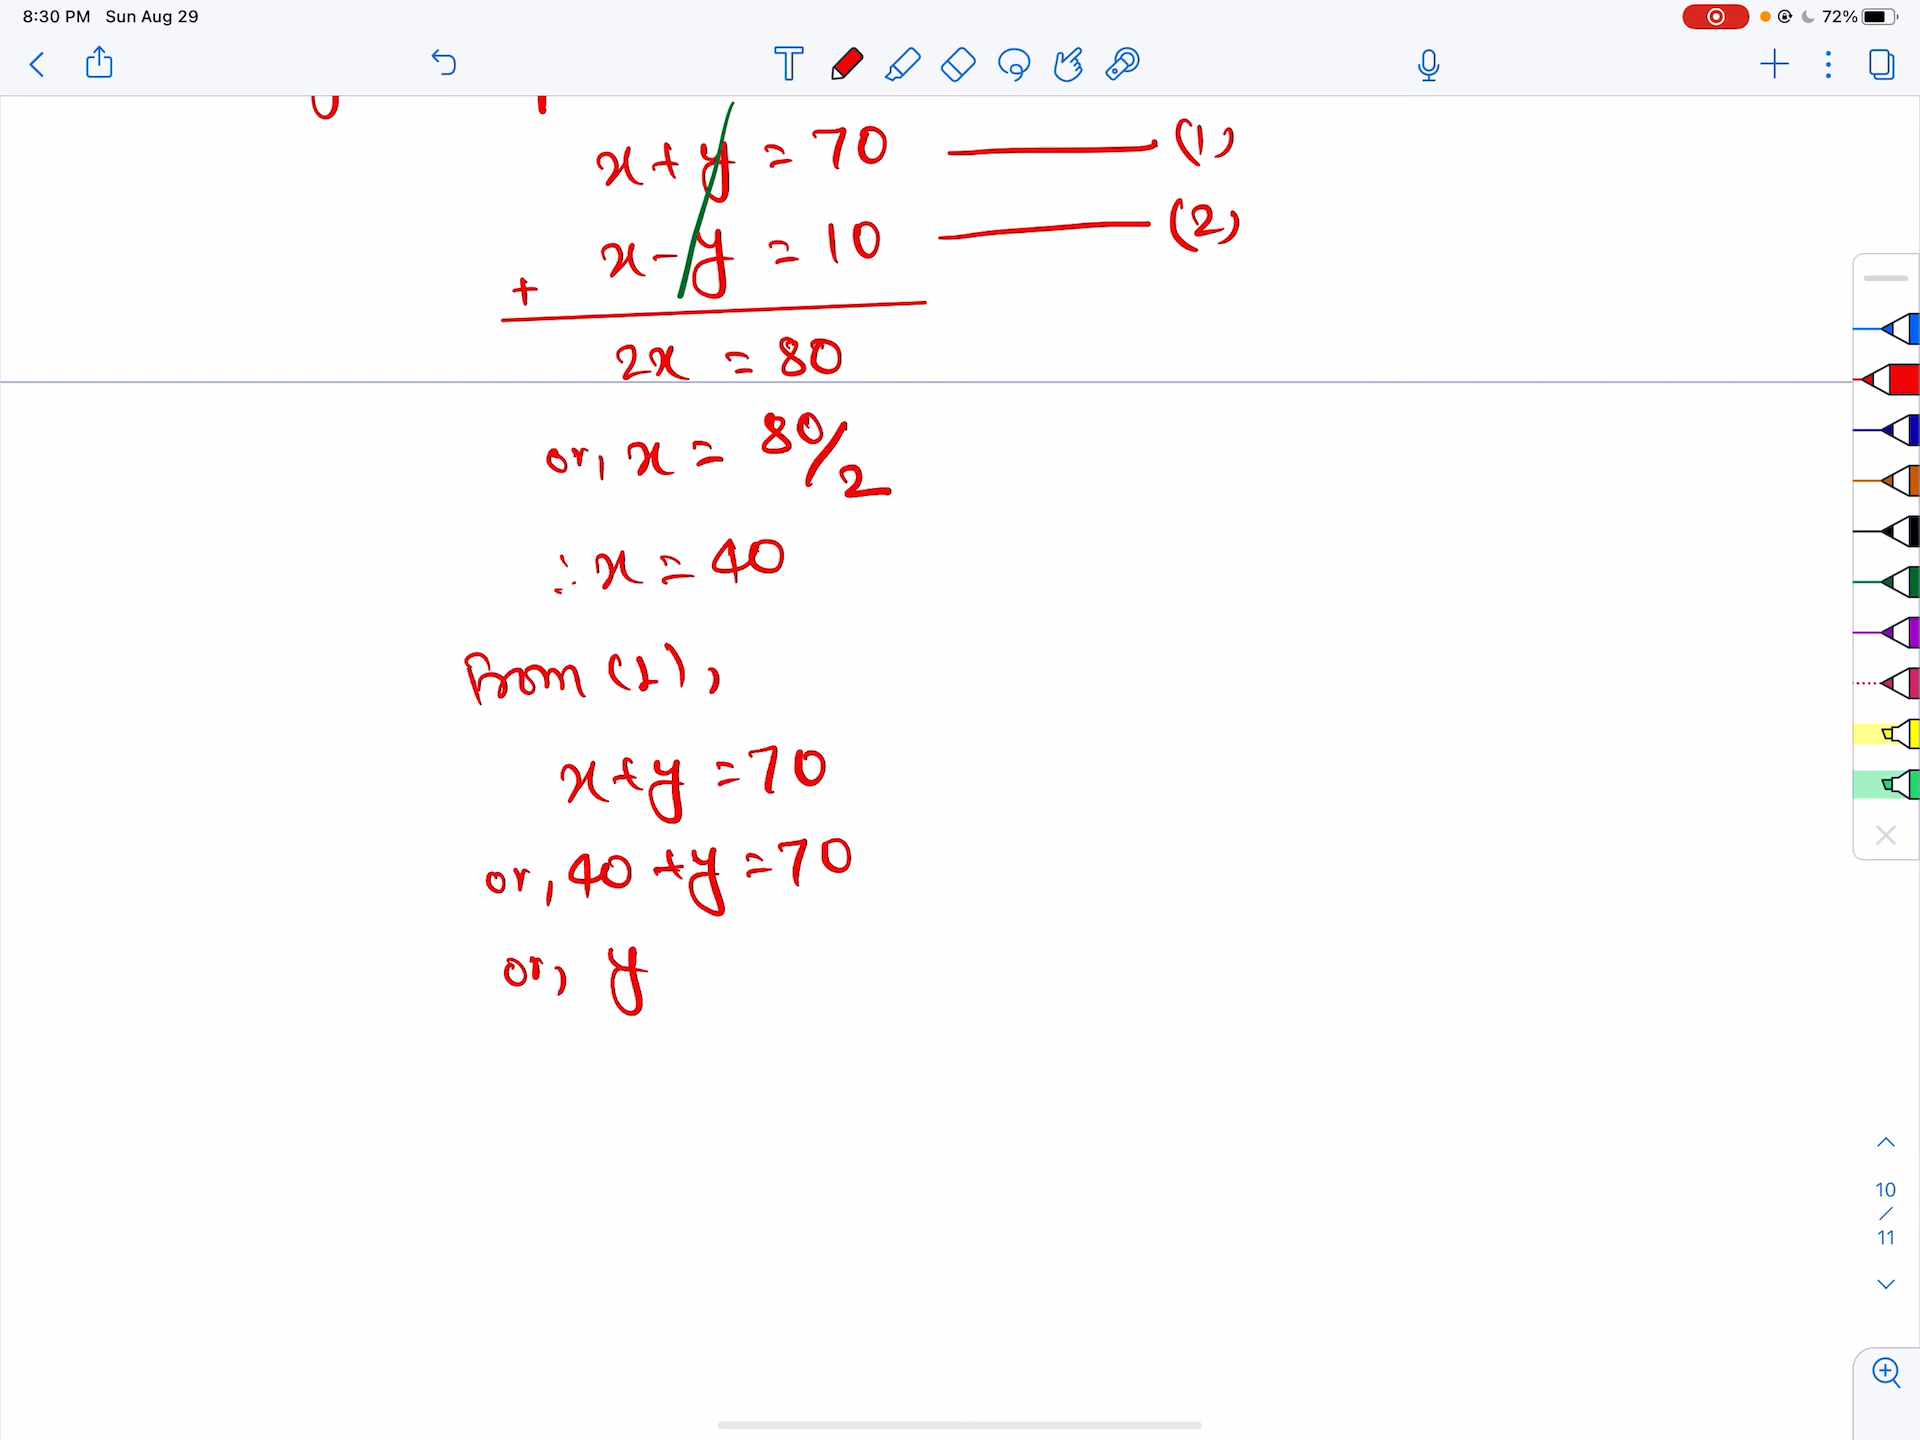 8:30 PM Sun Aug 29
72%
T
x + y = 70 (1)
x - y = 10 (2)
+
2x = 80
or, x = 80/2
∴ x = 40
From (1),
x + y = 70
or, 40 + y = 70
or, y
10
/
11